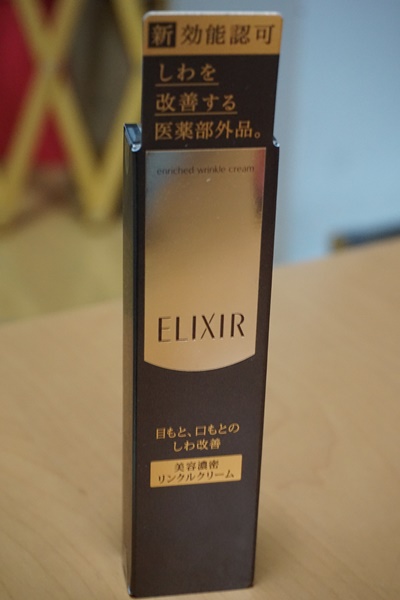 新効能認可
しわを
改善する
医薬部外品。
enriched wrinkle cream
ELIXIR
目もと、口もとの
しわ改善
美容濃密
リンクルクリーム